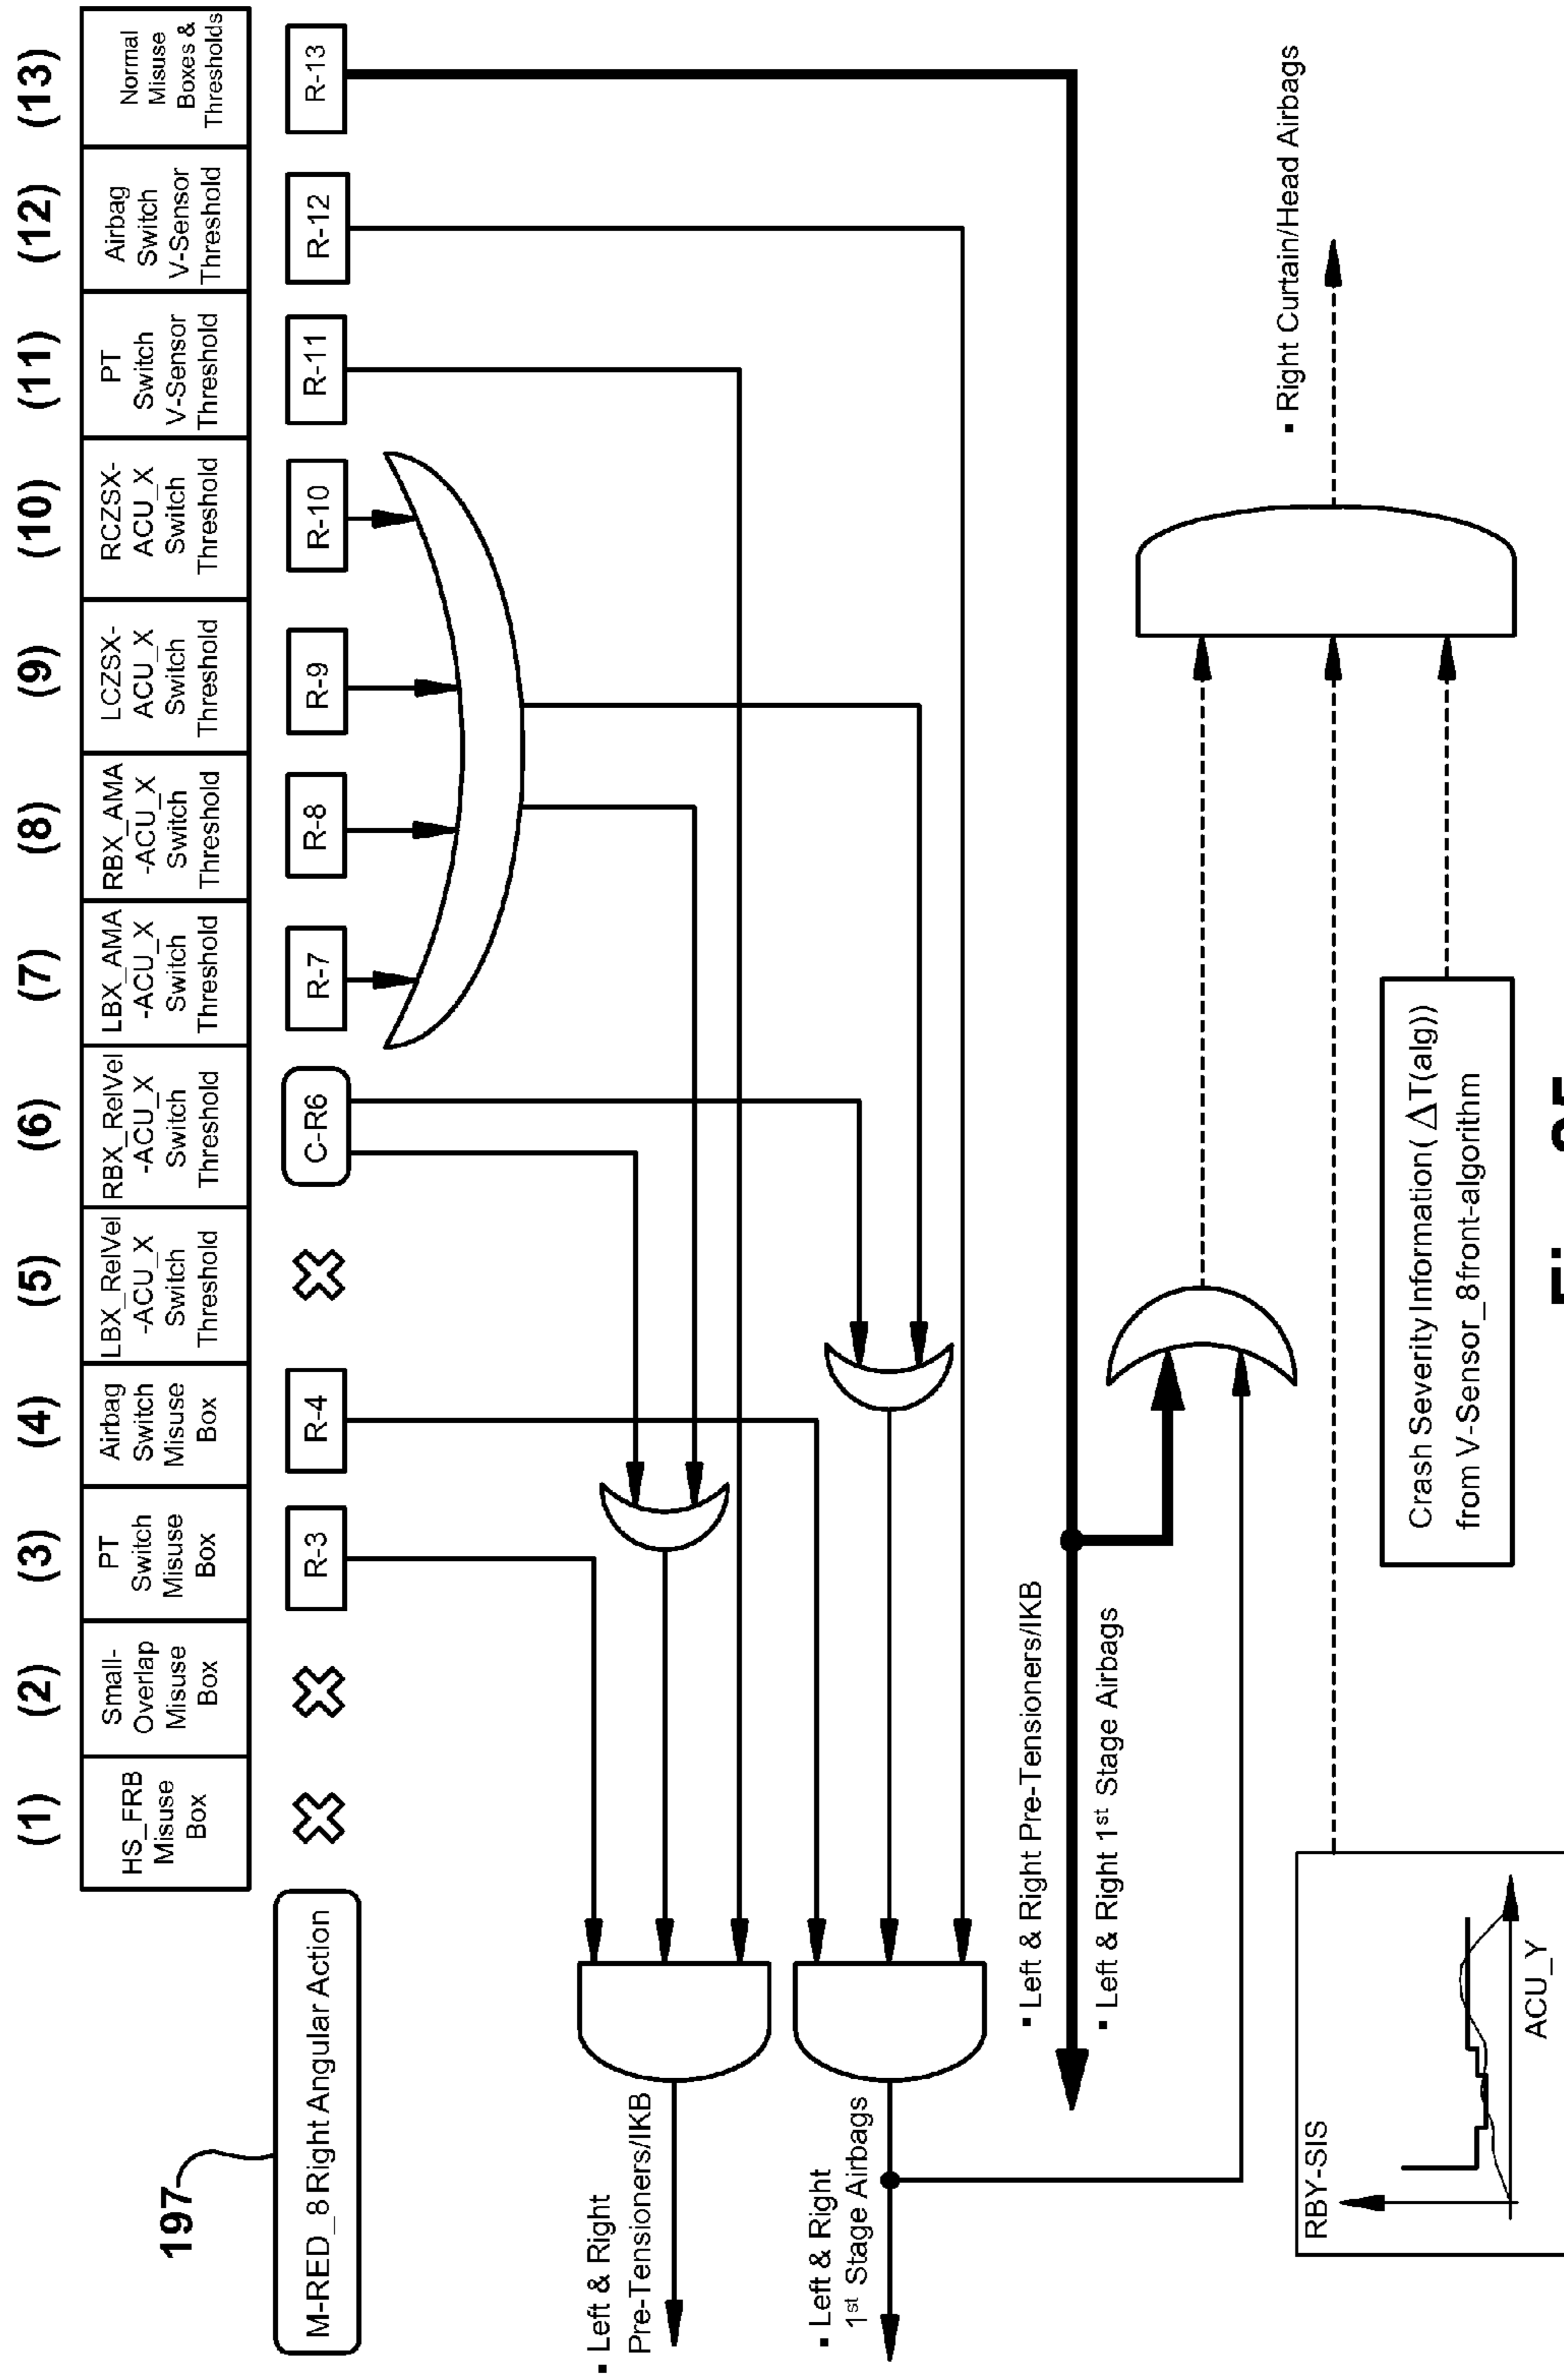 (1)
(2)
(3)
(4)
(5)
(6)
(7)
(8)
(9)
(10)
(11)
(12)
(13)
HS_FRB
Misuse
Box
Small-
Overlap
Misuse
Box
PT
Switch
Misuse
Box
Airbag
Switch
Misuse
Box
LBX_RelVel
-ACU_X
Switch
Threshold
RBX_RelVel
-ACU_X
Switch
Threshold
LBX_AMA
-ACU_X
Switch
Threshold
RBX_AMA
-ACU_X
Switch
Threshold
LCZSX-
ACU_X
Switch
Threshold
RCZSX-
ACU_X
Switch
Threshold
PT
Switch
V-Sensor
Threshold
Airbag
Switch
V-Sensor
Threshold
Normal
Misuse
Boxes &
Thresholds
197
M-RED_8 Right Angular Action
R-3
R-4
C-R6
R-7
R-8
R-9
R-10
R-11
R-12
R-13
▪ Left & Right
Pre-Tensioners/IKB
▪ Left & Right
1st Stage Airbags
▪ Left & Right Pre-Tensioners/IKB
▪ Left & Right 1st Stage Airbags
▪ Right Curtain/Head Airbags
RBY-SIS
ACU_Y
Crash Severity Information( ΔT(alg))
from V-Sensor_8front-algorithm